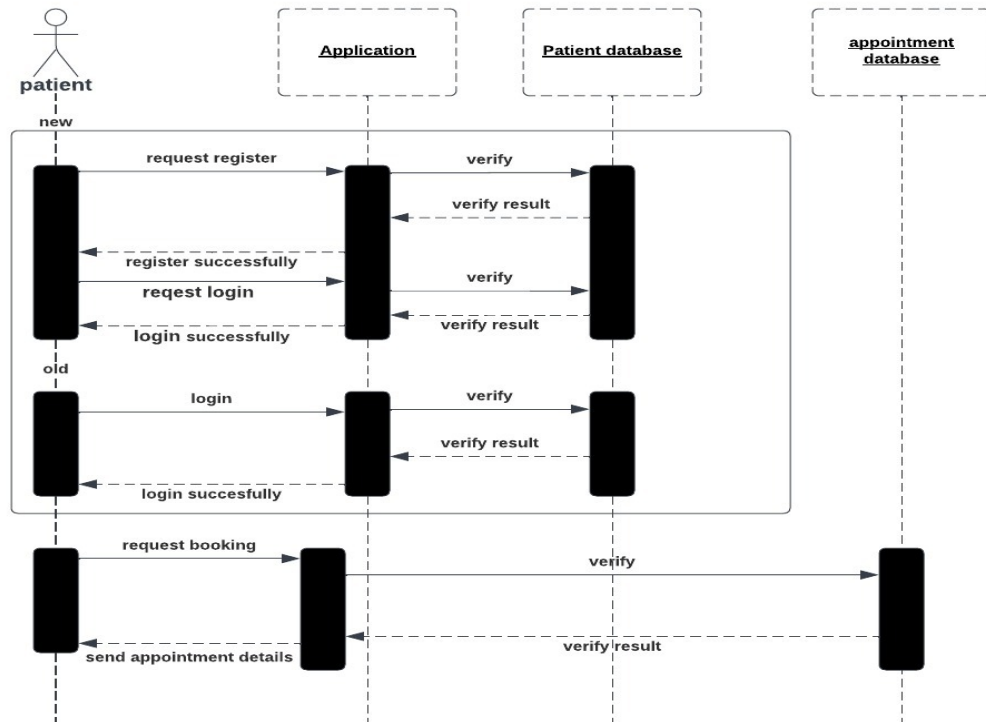 patient
Application
Patient database
appointment
database
new
request register
verify
verify result
register successfully
reqest login
verify
verify result
login successfully
old
login
verify
verify result
login succesfully
request booking
verify
verify result
send appointment details